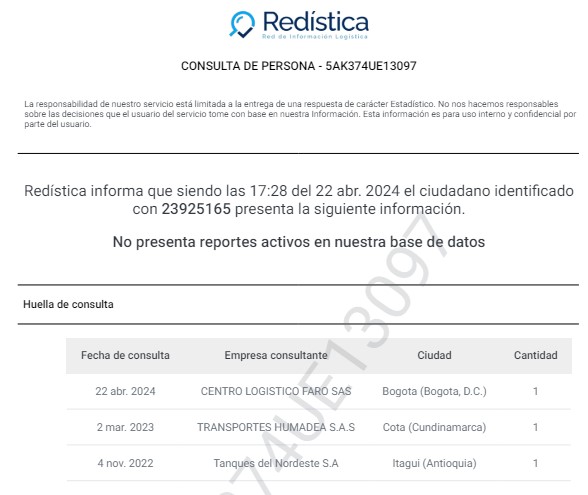 Redística
Red de Información Logística
CONSULTA DE PERSONA - 5AK374UE13097
La responsabilidad de nuestro servicio está limitada a la entrega de una respuesta de carácter Estadístico. No nos hacemos responsables
sobre las decisiones que el usuario del servicio tome con base en nuestra Información. Esta información es para uso interno y confidencial por
parte del usuario.
Redística informa que siendo las 17:28 del 22 abr. 2024 el ciudadano identificado
con 23925165 presenta la siguiente información.
No presenta reportes activos en nuestra base de datos
Huella de consulta
Fecha de consulta Empresa consultante Ciudad Cantidad
22 abr. 2024 CENTRO LOGISTICO FARO SAS Bogota (Bogota, D.C.) 1
2 mar. 2023 TRANSPORTES HUMADEA S.A.S Cota (Cundinamarca) 1
4 nov. 2022 Tanques del Nordeste S.A Itagui (Antioquia) 1
374UE13097